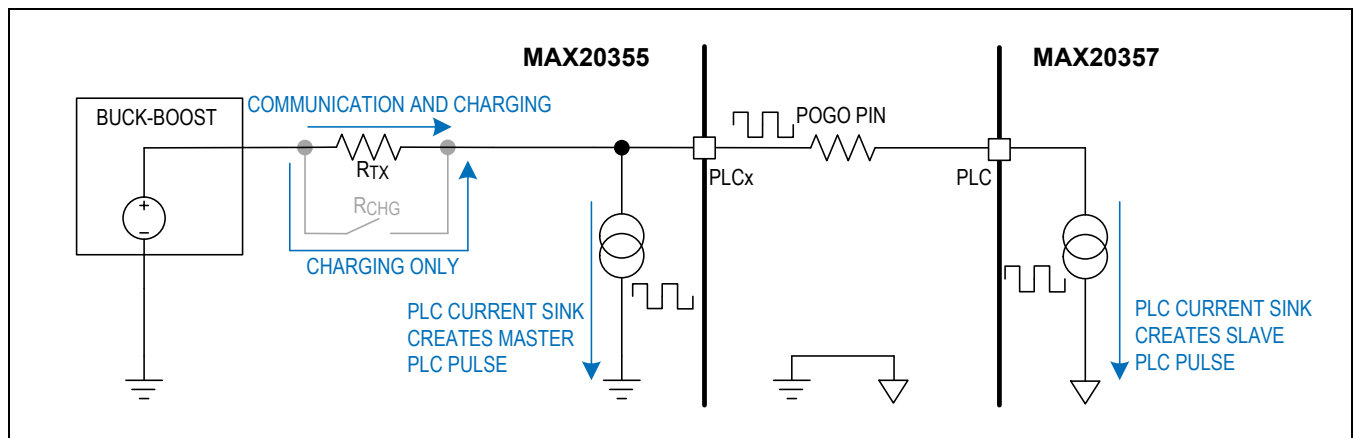 MAX20355
MAX20357
BUCK-BOOST
COMMUNICATION AND CHARGING
POGO PIN
+
-
RTX
RCHG
PLCx
PLC
CHARGING ONLY
PLC CURRENT SINK
CREATES MASTER
PLC PULSE
PLC CURRENT SINK
CREATES SLAVE
PLC PULSE